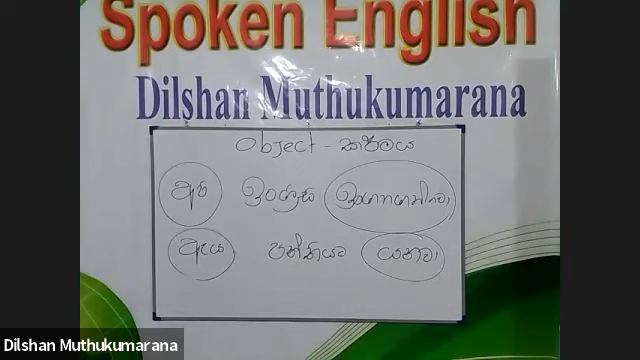 Spoken English
Dilshan Muthukumarana
Object - කර්මය
අපි ඉංග්‍රීසි ඉගෙනගන්නවා
ඇය පන්තියට යනවා
Dilshan Muthukumarana